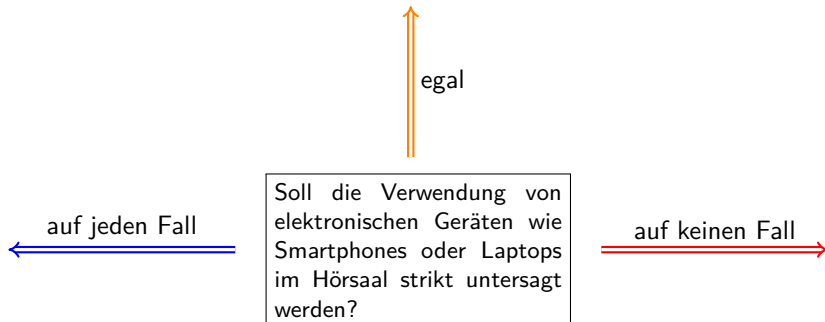 egal
auf jeden Fall
auf keinen Fall
Soll die Verwendung von
elektronischen Geräten wie
Smartphones oder Laptops
im Hörsaal strikt untersagt
werden?